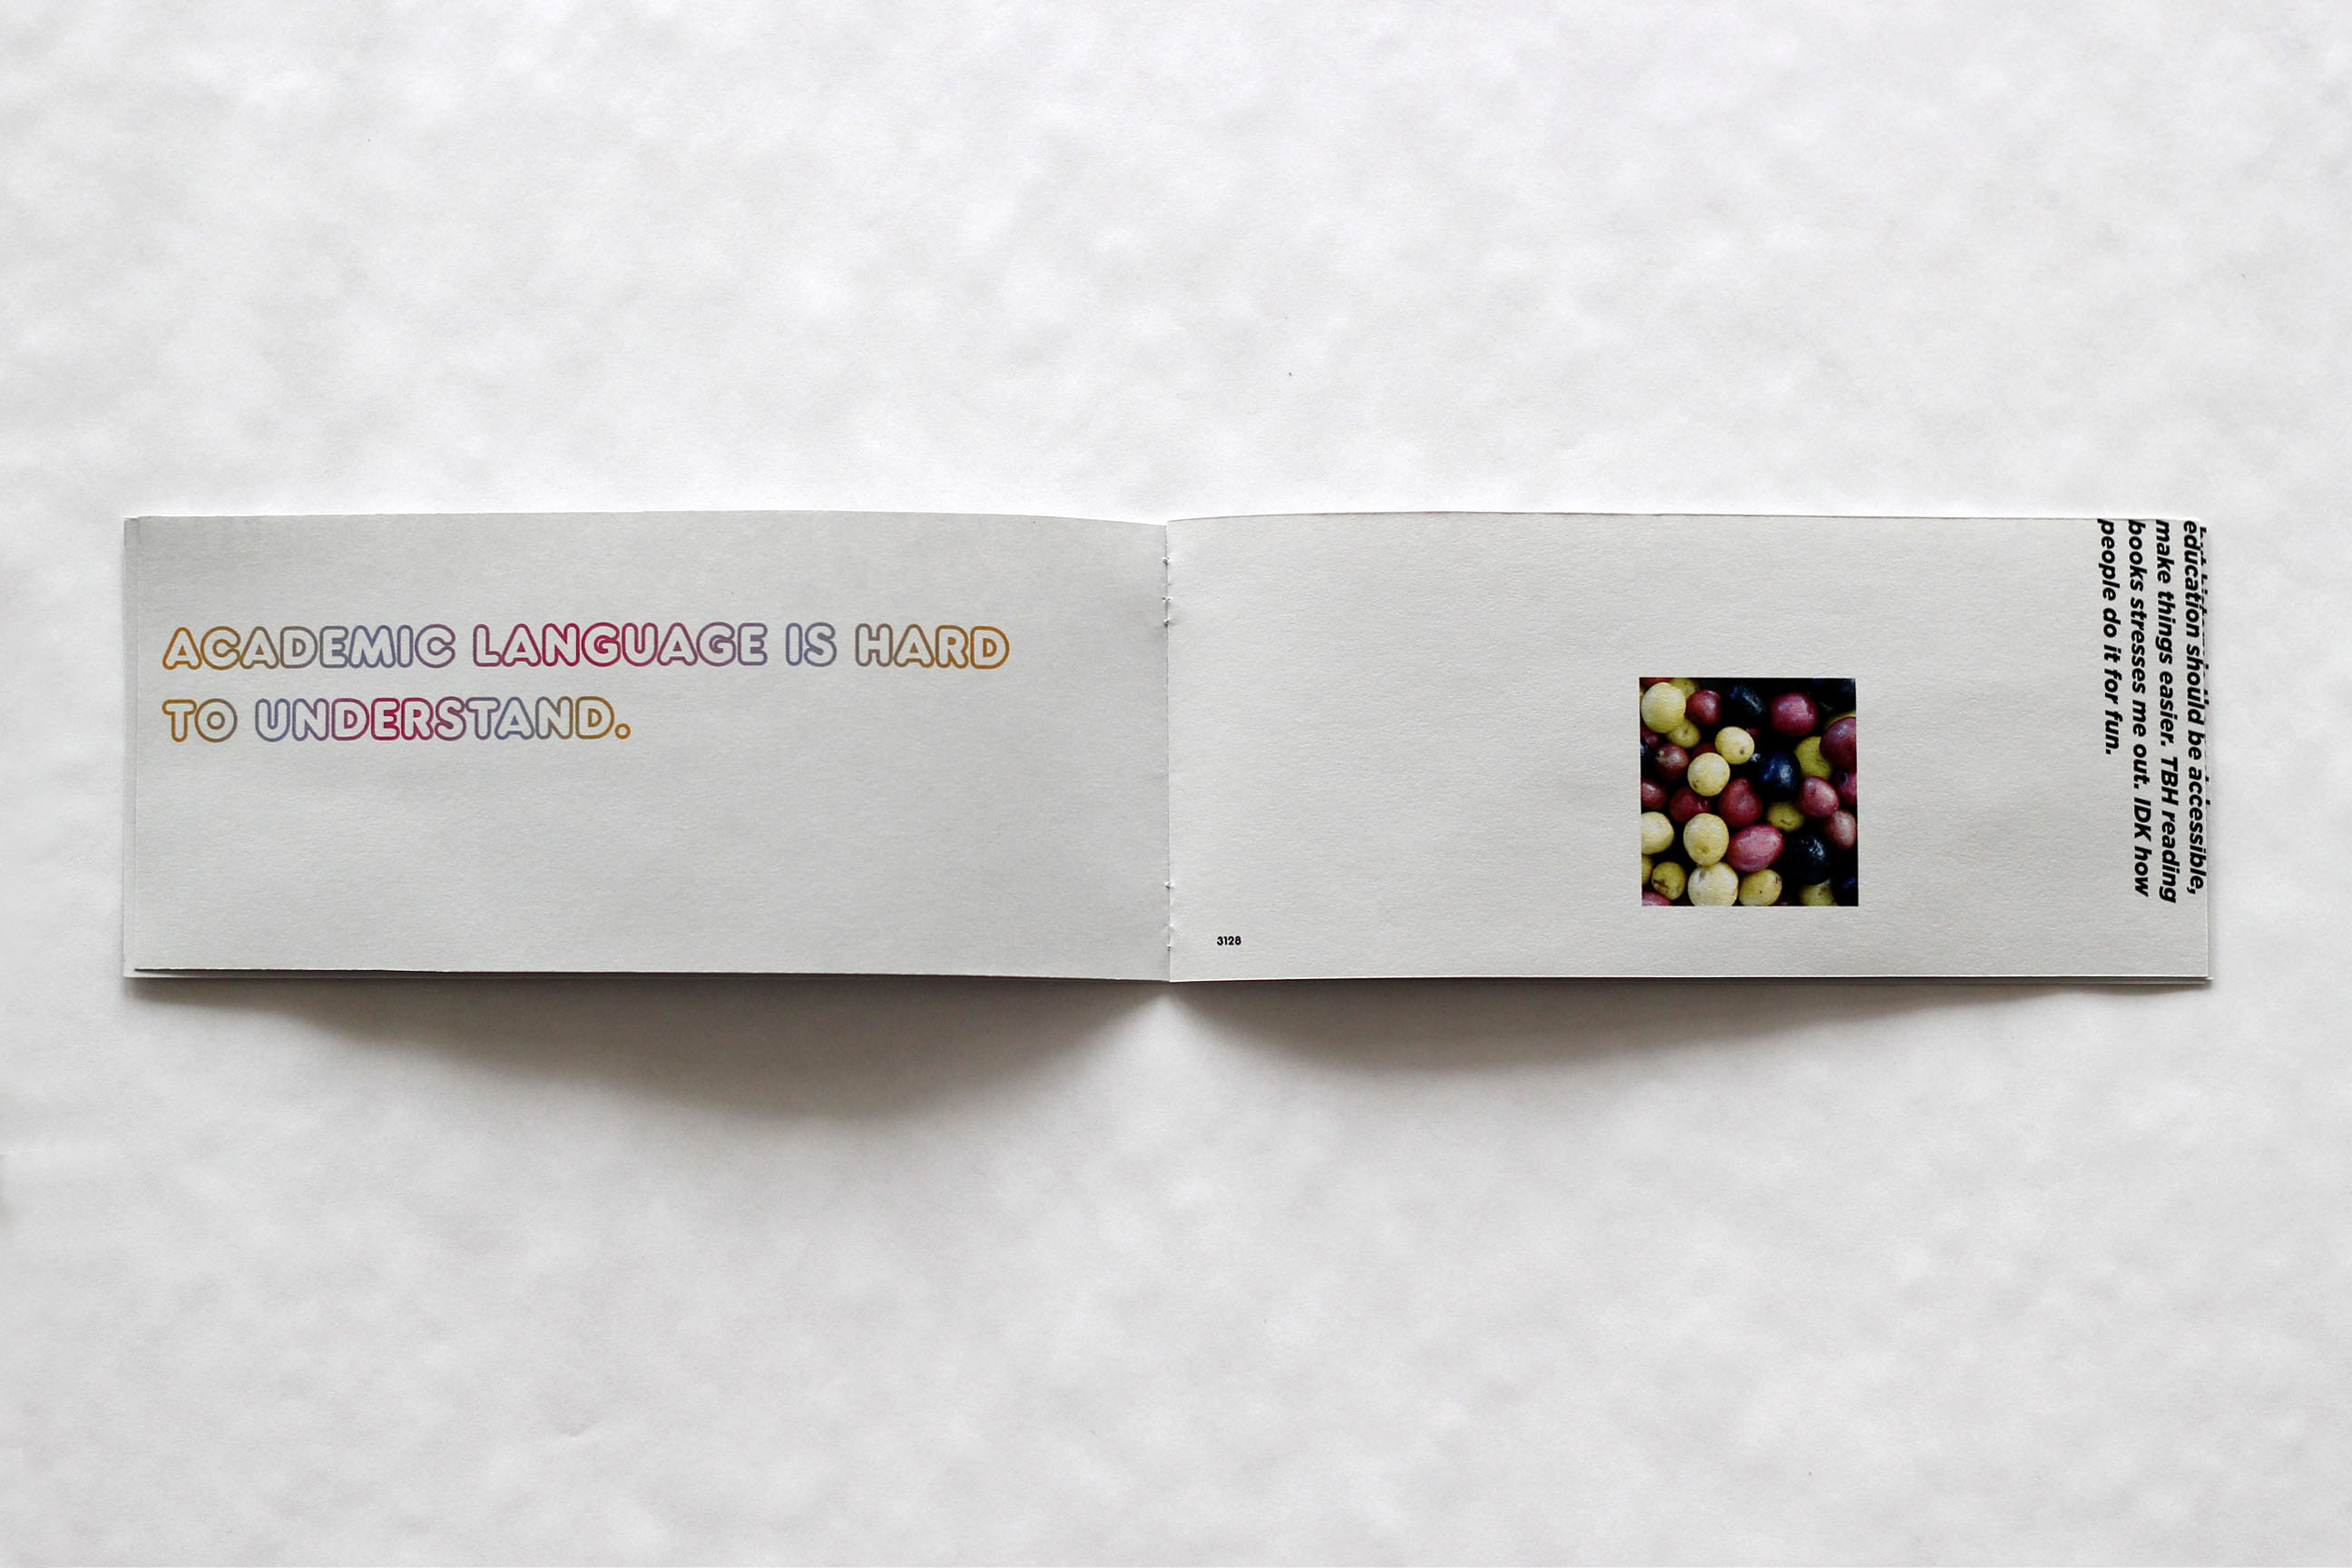 ACADEMIC LANGUAGE IS HARD
TO UNDERSTAND.
education should be accessible,
make things easier. TBH reading
books stresses me out. IDK how
people do it for fun.
3128